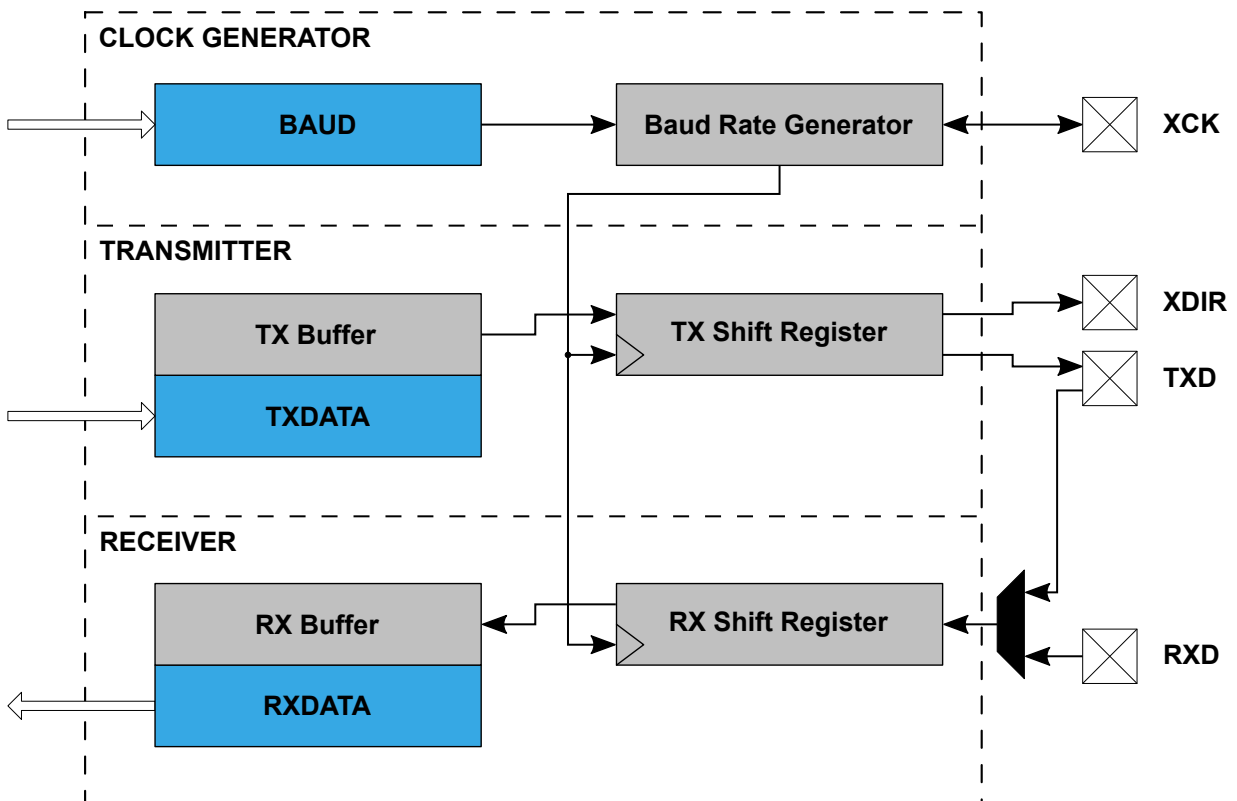 CLOCK GENERATOR
BAUD
Baud Rate Generator
XCK
TRANSMITTER
TX Buffer
TX Shift Register
XDIR
TXD
TXDATA
RECEIVER
RX Buffer
RX Shift Register
RXD
RXDATA